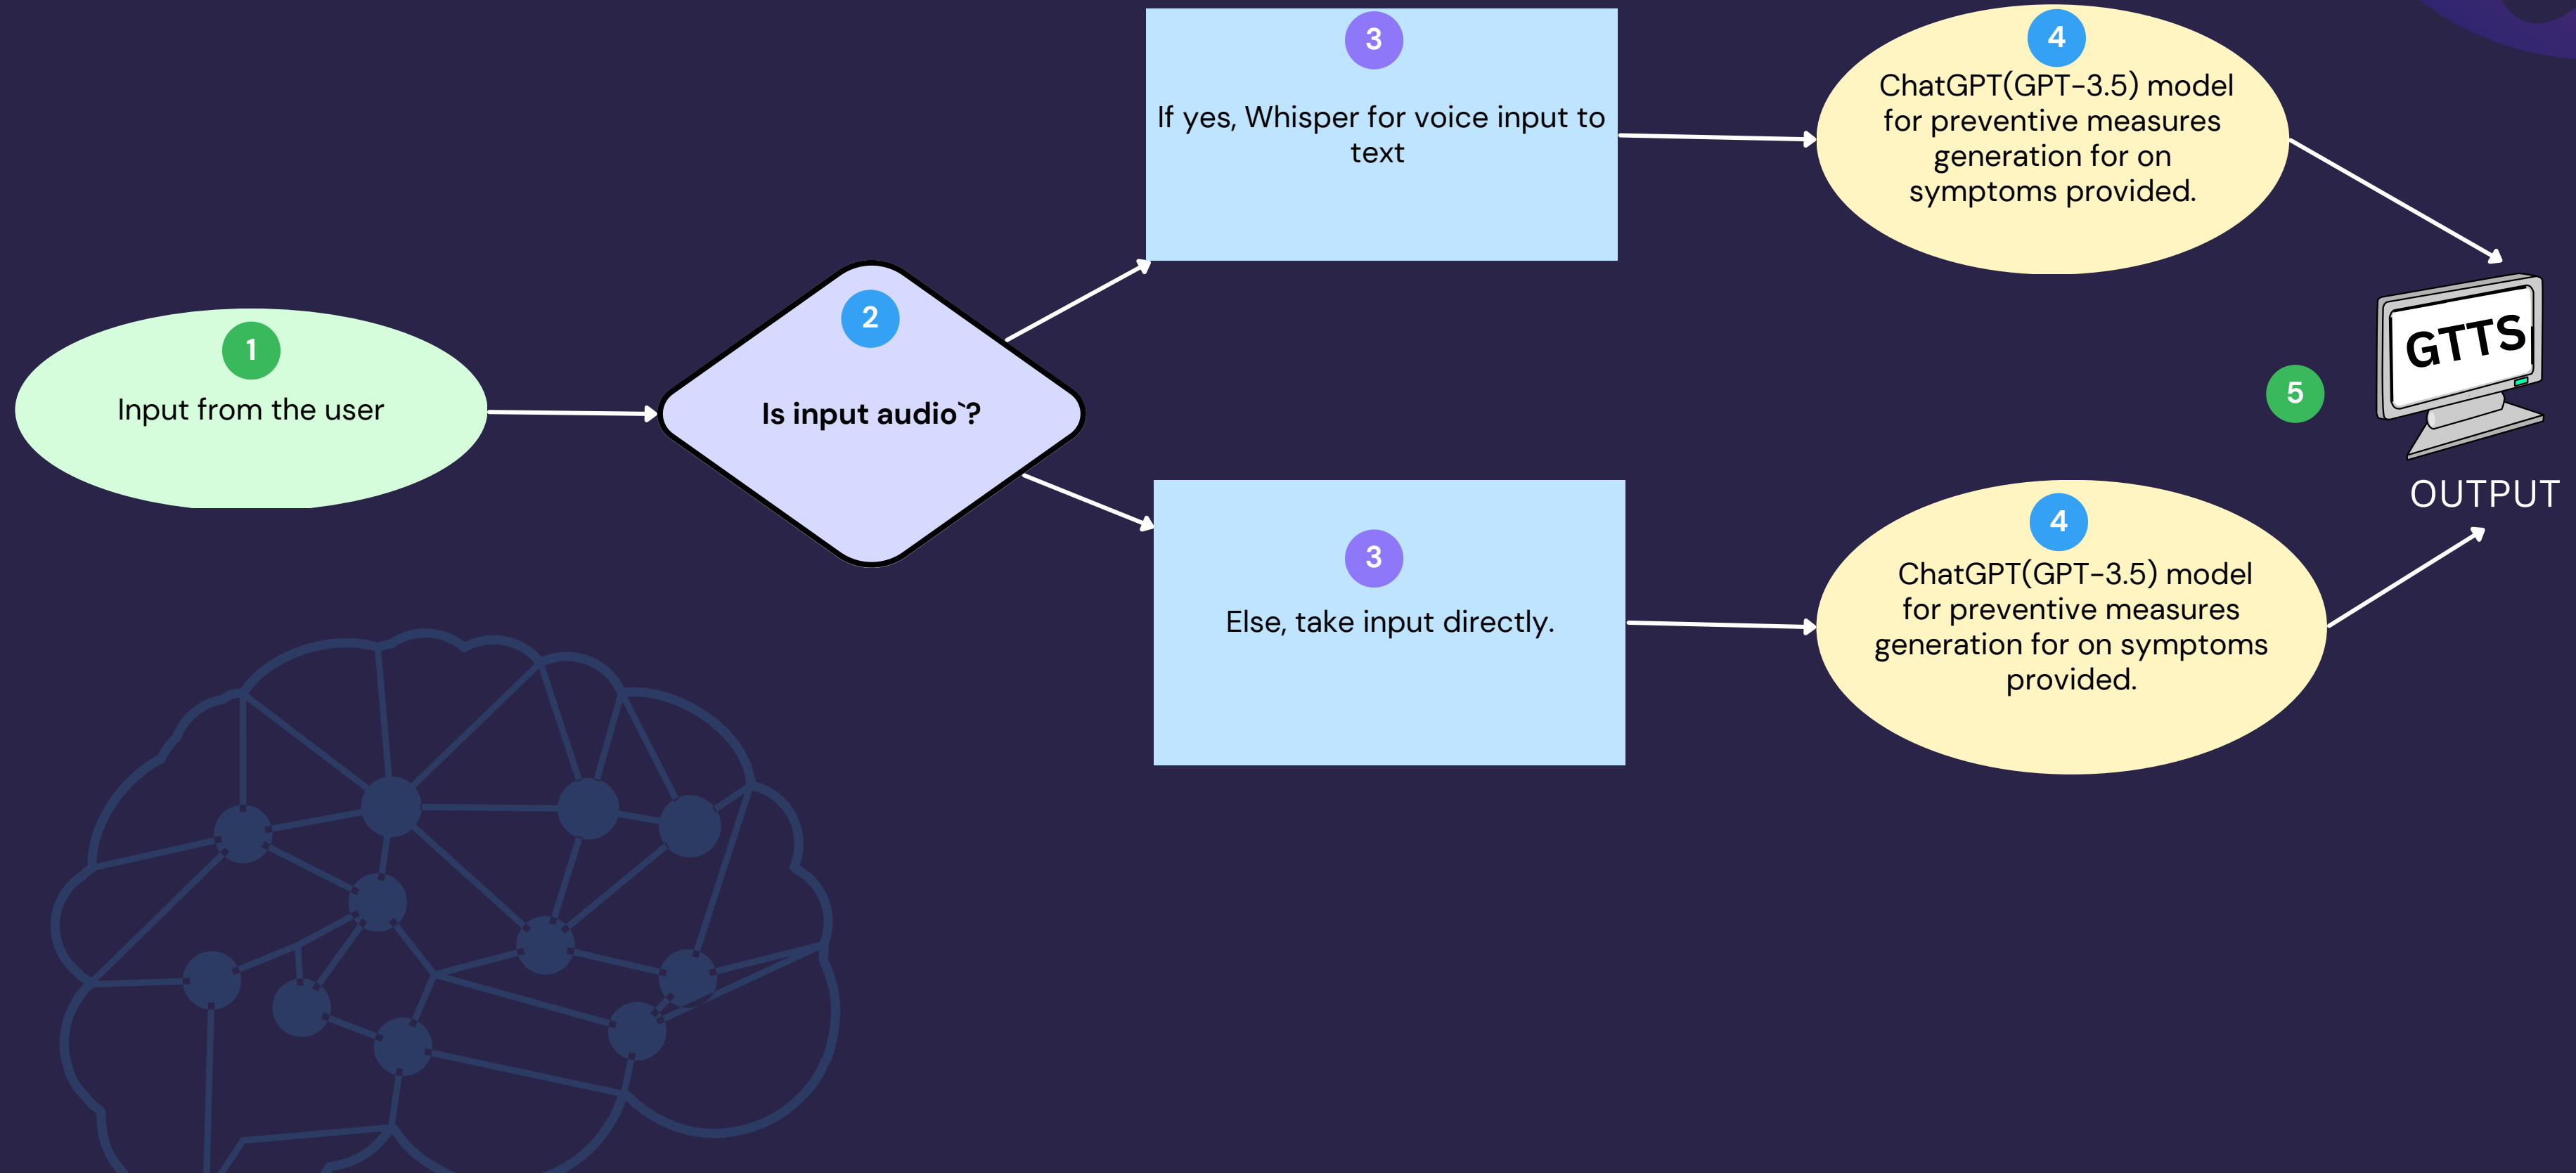 1
Input from the user
2
Is input audio`?
3
If yes, Whisper for voice input to
text
4
ChatGPT(GPT-3.5) model
for preventive measures
generation for on
symptoms provided.
3
Else, take input directly.
4
ChatGPT(GPT-3.5) model
for preventive measures
generation for on symptoms
provided.
5
GTTS
OUTPUT